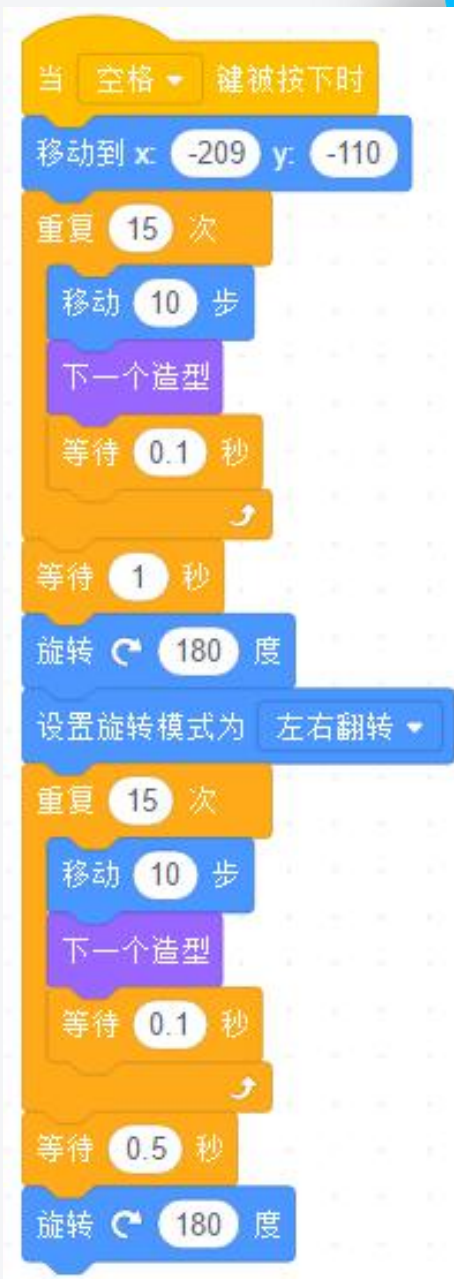 当 空格 键被按下时
移动到 x: -209 y: -110
重复 15 次
移动 10 步
下一个造型
等待 0.1 秒
等待 1 秒
旋转 180 度
设置旋转模式为 左右翻转
重复 15 次
移动 10 步
下一个造型
等待 0.1 秒
等待 0.5 秒
旋转 180 度